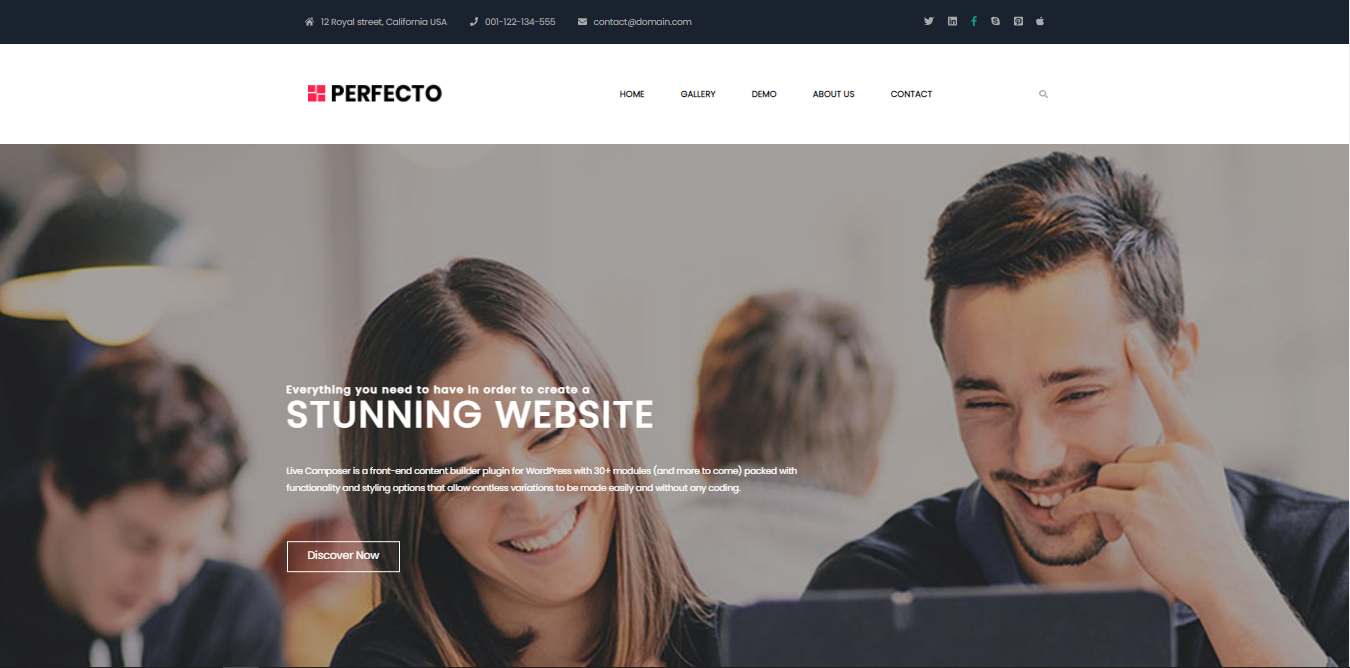 12 Royal street, California USA 001-122-134-555 contact@domain.com
PERFECTO HOME GALLERY DEMO ABOUT US CONTACT
Everything you need to have in order to create a
STUNNING WEBSITE
Live Composer is a front-end content builder plugin for WordPress with 30+ modules (and more to come) packed with
functionality and styling options that allow contless variations to be made easily and without any coding.
Discover Now